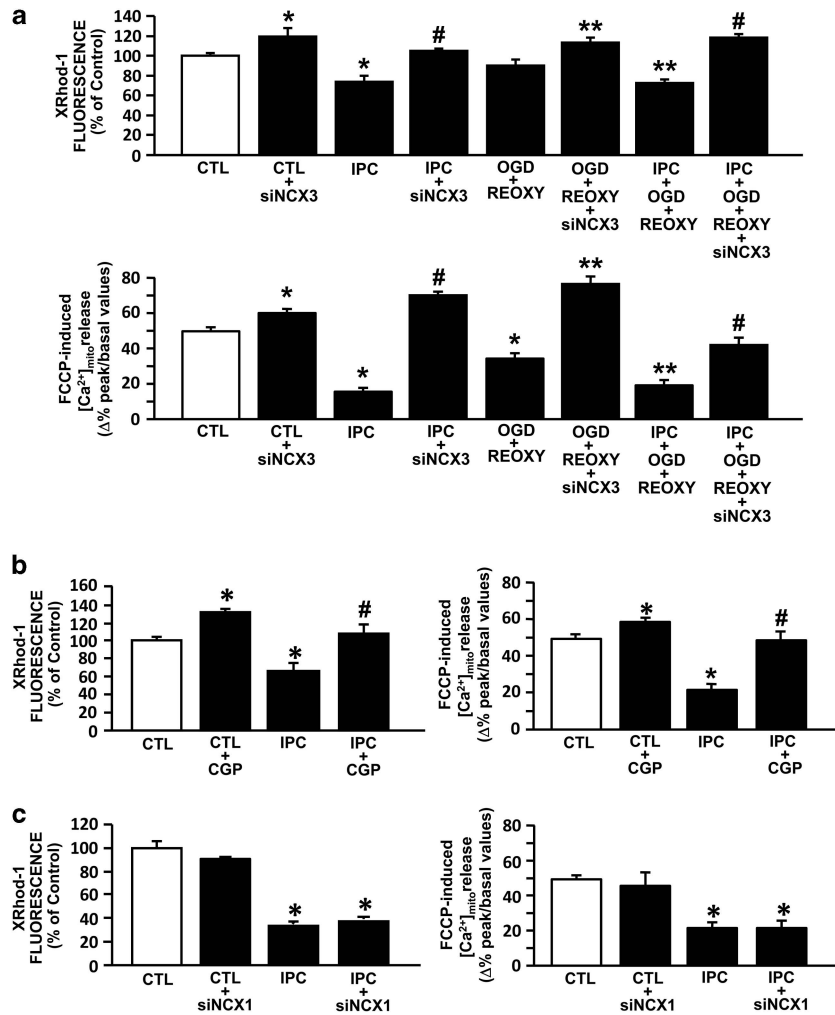 a
XRhod-1
FLUORESCENCE
(% of Control)
140
120
100
80
60
40
20
0
*
*
#
**
**
#
CTL
CTL
+
siNCX3
IPC
IPC
+
siNCX3
OGD
+
REOXY
OGD
+
REOXY
+
siNCX3
IPC
+
OGD
+
REOXY
IPC
+
OGD
+
REOXY
+
siNCX3
FCCP-induced
[Ca²⁺]mito release
(Δ% peak/basal values)
80
60
40
20
0
*
*
#
*
**
**
#
CTL
CTL
+
siNCX3
IPC
IPC
+
siNCX3
OGD
+
REOXY
OGD
+
REOXY
+
siNCX3
IPC
+
OGD
+
REOXY
IPC
+
OGD
+
REOXY
+
siNCX3
b
XRhod-1
FLUORESCENCE
(% of Control)
160
140
120
100
80
60
40
20
0
*
*
#
CTL
CTL
+
CGP
IPC
IPC
+
CGP
FCCP-induced
[Ca²⁺]mito release
(Δ% peak/basal values)
80
60
40
20
0
*
*
#
CTL
CTL
+
CGP
IPC
IPC
+
CGP
c
XRhod-1
FLUORESCENCE
(% of Control)
120
100
80
60
40
20
0
*
*
CTL
CTL
+
siNCX1
IPC
IPC
+
siNCX1
FCCP-induced
[Ca²⁺]mito release
(Δ% peak/basal values)
80
60
40
20
0
*
*
CTL
CTL
+
siNCX1
IPC
IPC
+
siNCX1